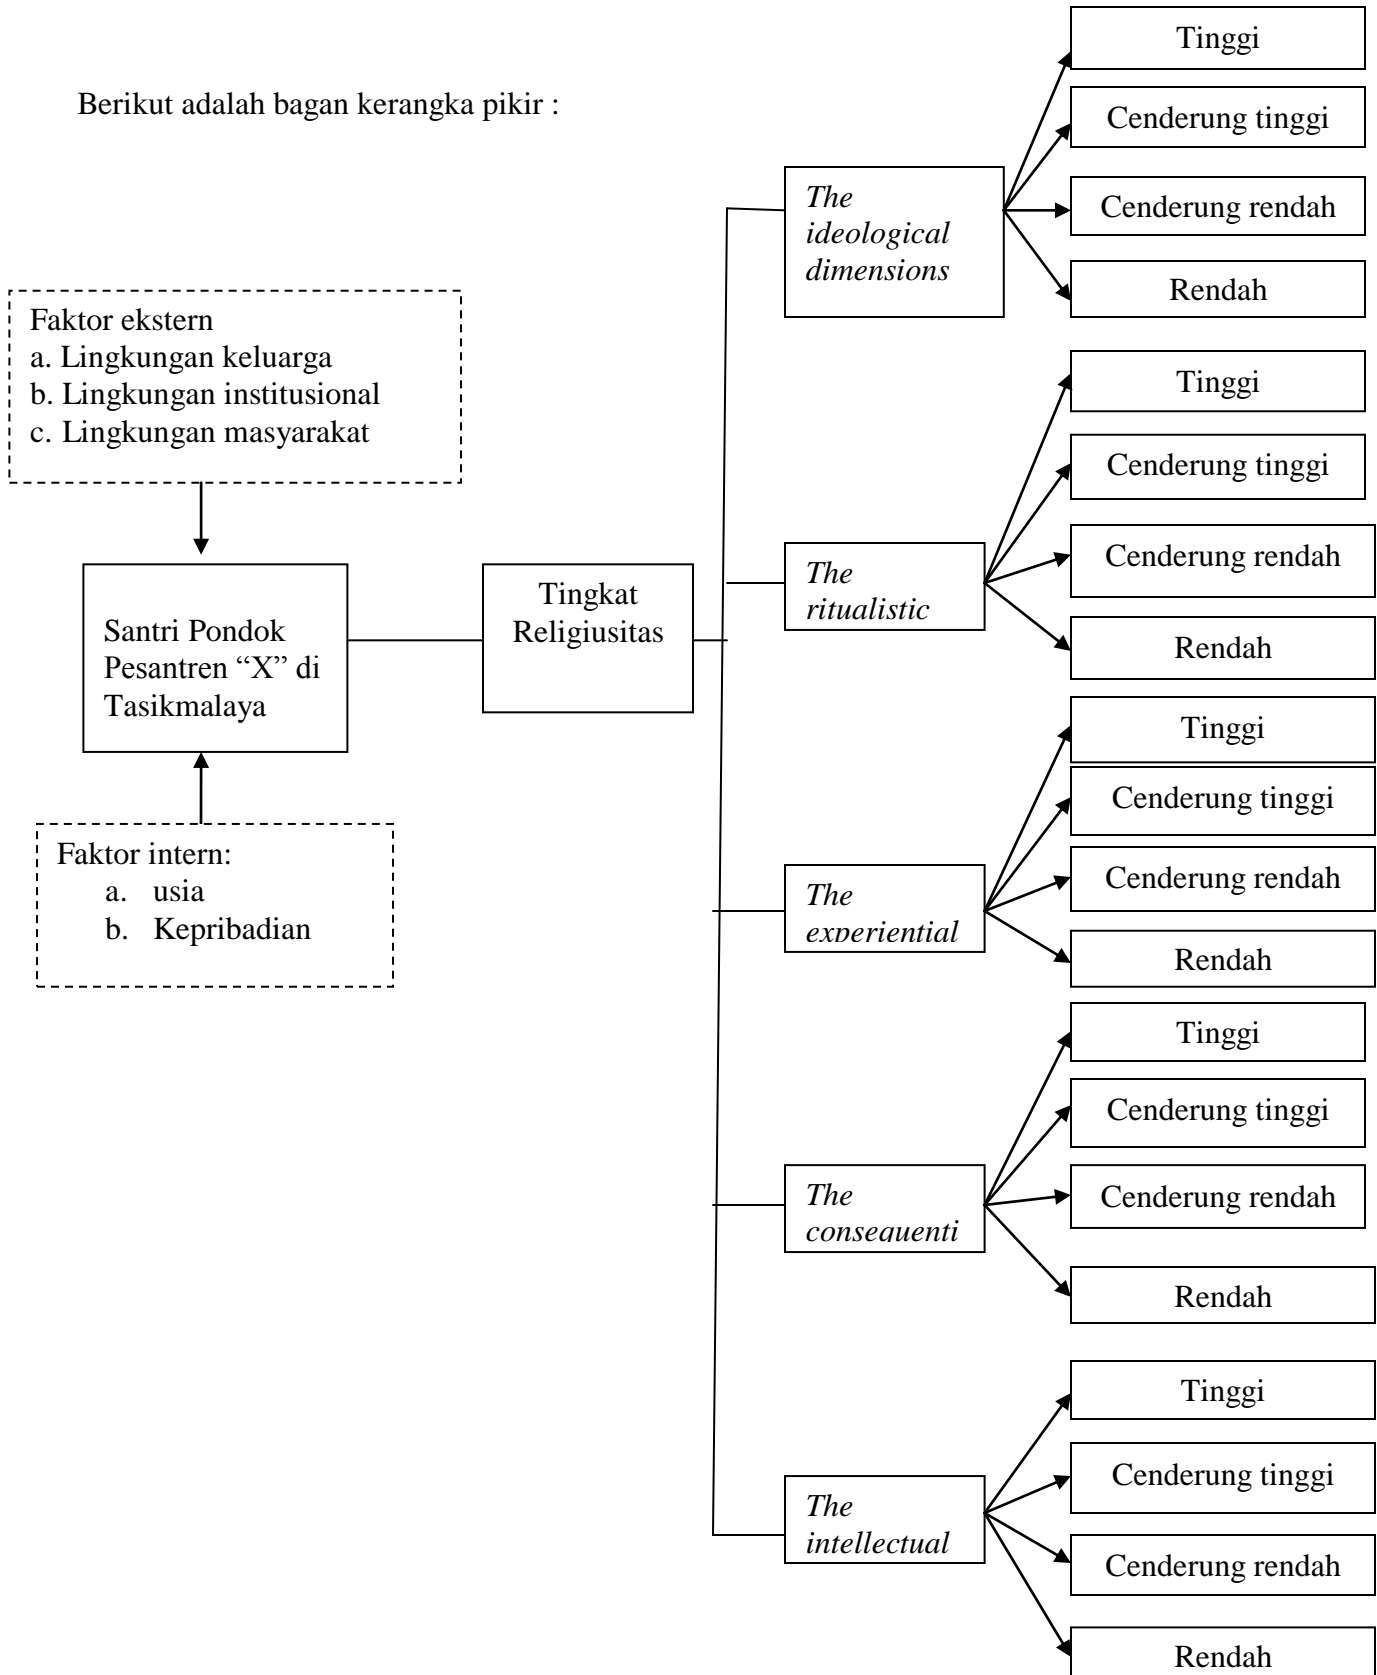 Berikut adalah bagan kerangka pikir :
Faktor ekstern
a. Lingkungan keluarga
b. Lingkungan institusional
c. Lingkungan masyarakat
Santri Pondok
Pesantren “X” di
Tasikmalaya
Faktor intern:
a. usia
b. Kepribadian
Tingkat
Religiusitas
The
ideological
dimensions
Tinggi
Cenderung tinggi
Cenderung rendah
Rendah
The
ritualistic
Tinggi
Cenderung tinggi
Cenderung rendah
Rendah
The
experiential
Tinggi
Cenderung tinggi
Cenderung rendah
Rendah
The
consequenti
Tinggi
Cenderung tinggi
Cenderung rendah
Rendah
The
intellectual
Tinggi
Cenderung tinggi
Cenderung rendah
Rendah